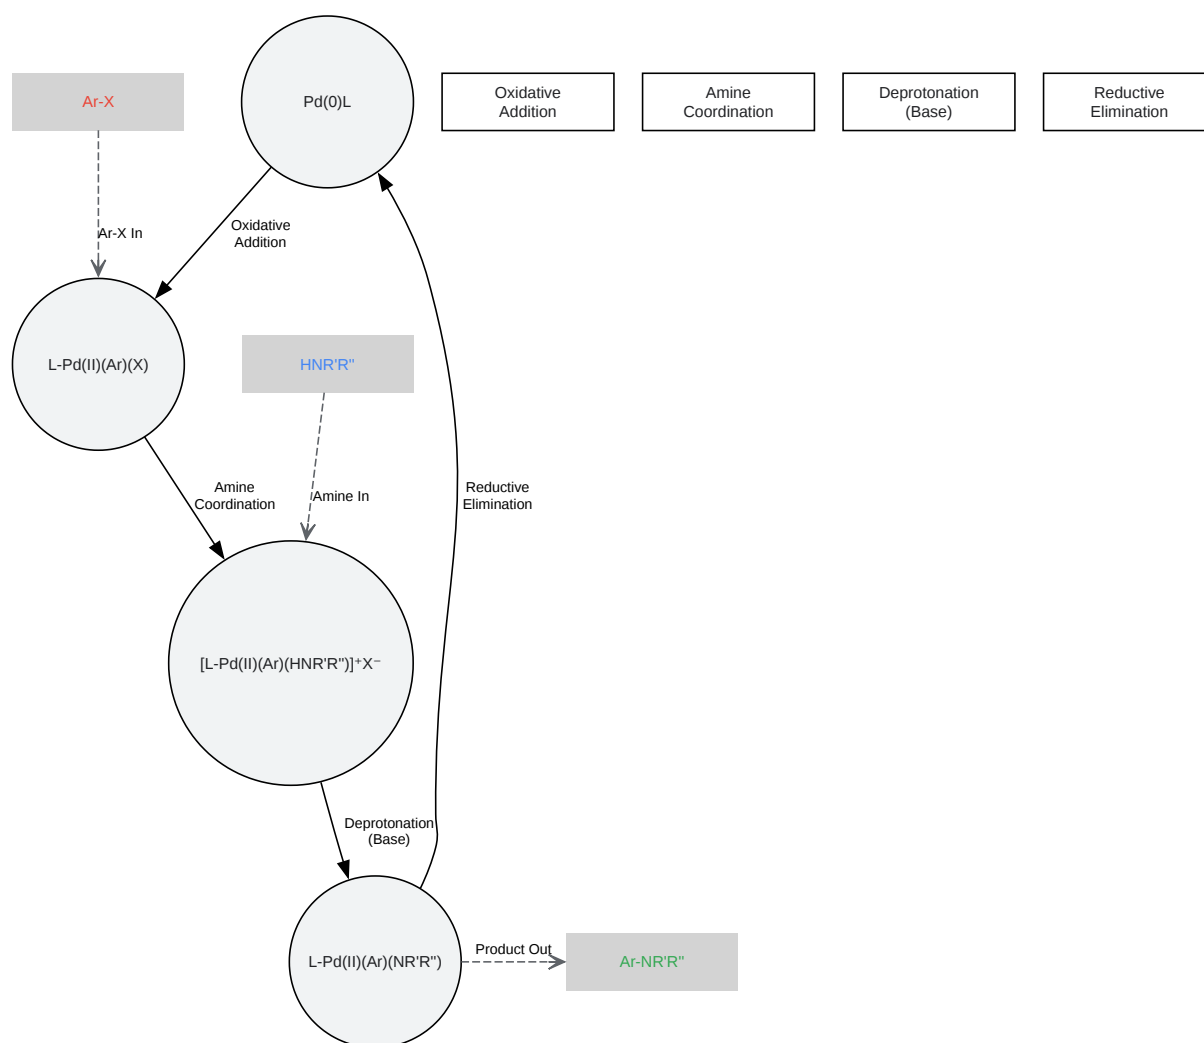 Ar-X
Pd(0)L
Oxidative
Addition
Amine
Coordination
Deprotonation
(Base)
Reductive
Elimination
Ar-X In
Oxidative
Addition
L-Pd(II)(Ar)(X)
HNR'R"
Amine
Coordination
Amine In
Reductive
Elimination
[L-Pd(II)(Ar)(HNR'R")]⁺X⁻
Deprotonation
(Base)
L-Pd(II)(Ar)(NR'R")
Product Out
Ar-NR'R"